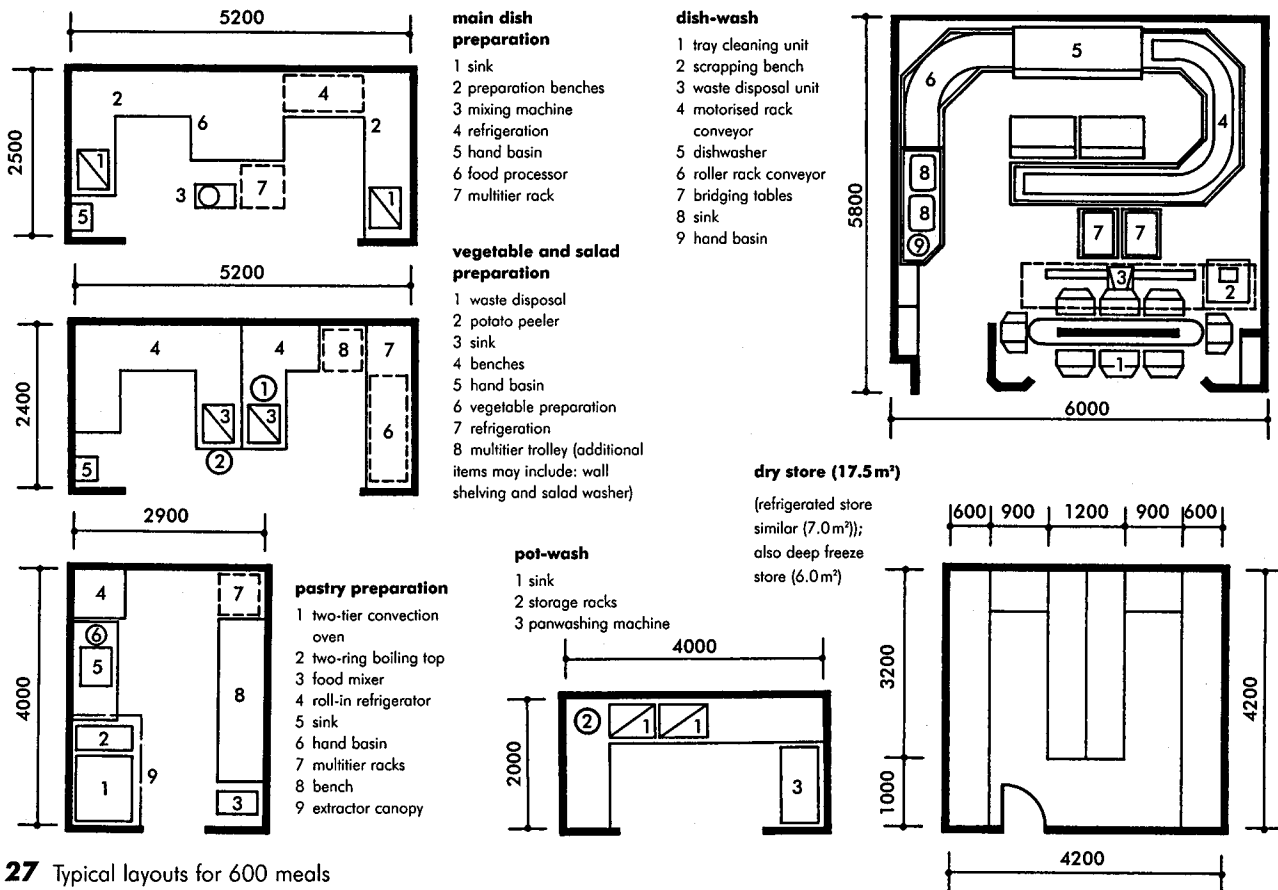 5200
2500
2
6
4
2
1
3
7
5
1
main dish
preparation
1 sink
2 preparation benches
3 mixing machine
4 refrigeration
5 hand basin
6 food processor
7 multitier rack
5200
2400
4
4
8
7
1
3
3
6
5
2
vegetable and salad
preparation
1 waste disposal
2 potato peeler
3 sink
4 benches
5 hand basin
6 vegetable preparation
7 refrigeration
8 multitier trolley (additional
items may include: wall
shelving and salad washer)
dish-wash
1 tray cleaning unit
2 scrapping bench
3 waste disposal unit
4 motorised rack
conveyor
5 dishwasher
6 roller rack conveyor
7 bridging tables
8 sink
9 hand basin
5800
5
6
4
8
8
9
7
7
3
2
1
6000
2900
4000
4
7
6
5
8
2
9
1
3
pastry preparation
1 two-tier convection
oven
2 two-ring boiling top
3 food mixer
4 roll-in refrigerator
5 sink
6 hand basin
7 multitier racks
8 bench
9 extractor canopy
pot-wash
1 sink
2 storage racks
3 panwashing machine
4000
2000
2
1
1
3
dry store (17.5 m²)
(refrigerated store
similar (7.0 m²));
also deep freeze
store (6.0 m²)
600 900 1200 900 600
3200
1000
4200
4200
27 Typical layouts for 600 meals